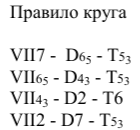 Правило круга
VII7 - D65 - T53
VII65 - D43 - T53
VII43 - D2 - T6
VII2 - D7 - T53